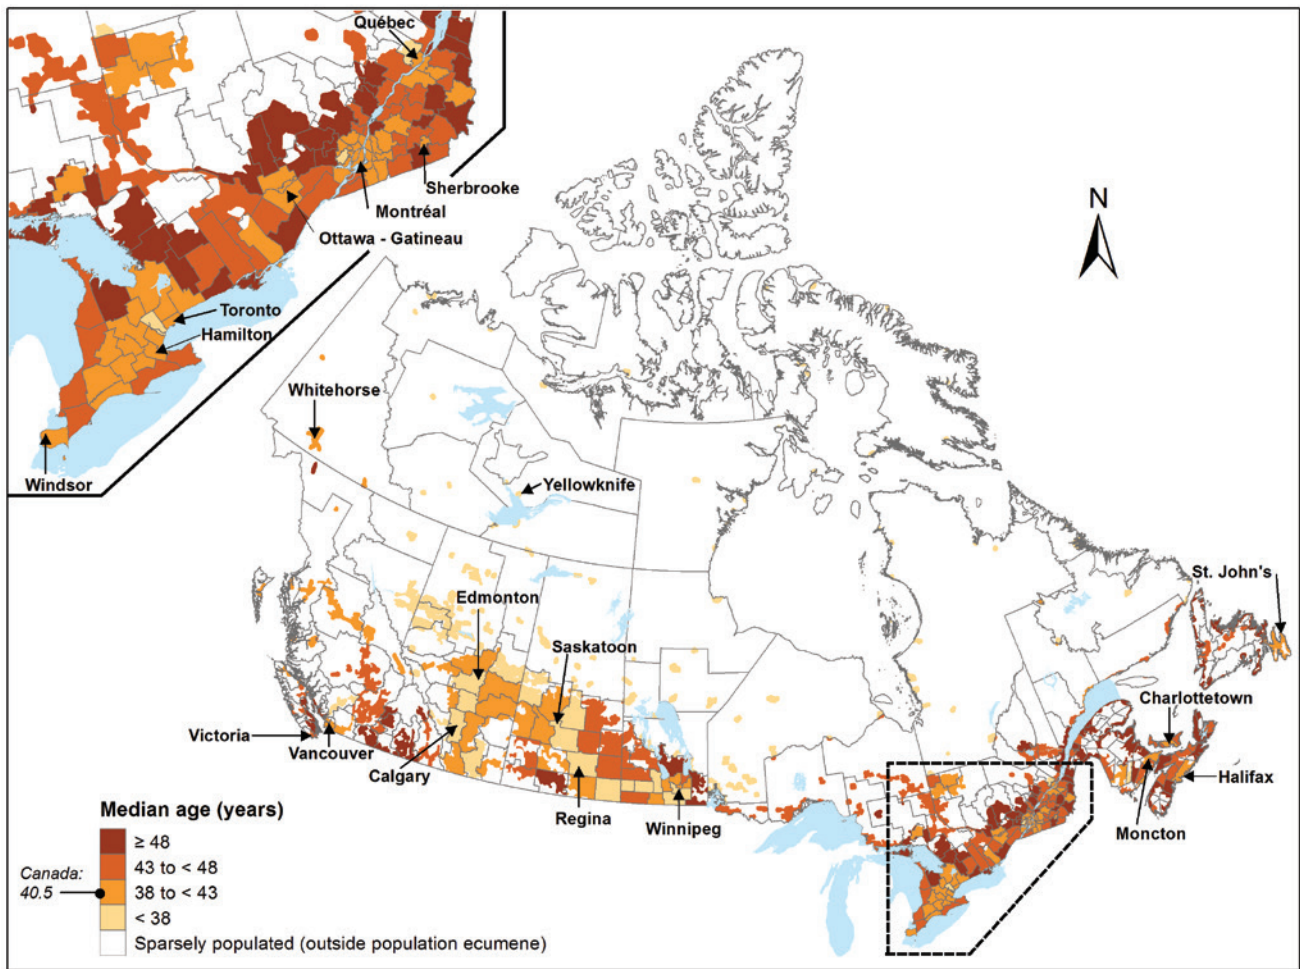 Québec
Sherbrooke
Montréal
Ottawa - Gatineau
Toronto
Hamilton
Windsor
N
Whitehorse
Yellowknife
St. John's
Edmonton
Saskatoon
Charlottetown
Victoria
Vancouver
Calgary
Halifax
Regina
Winnipeg
Moncton
Median age (years)
≥ 48
43 to < 48
Canada:
40.5
38 to < 43
< 38
Sparsely populated (outside population ecumene)